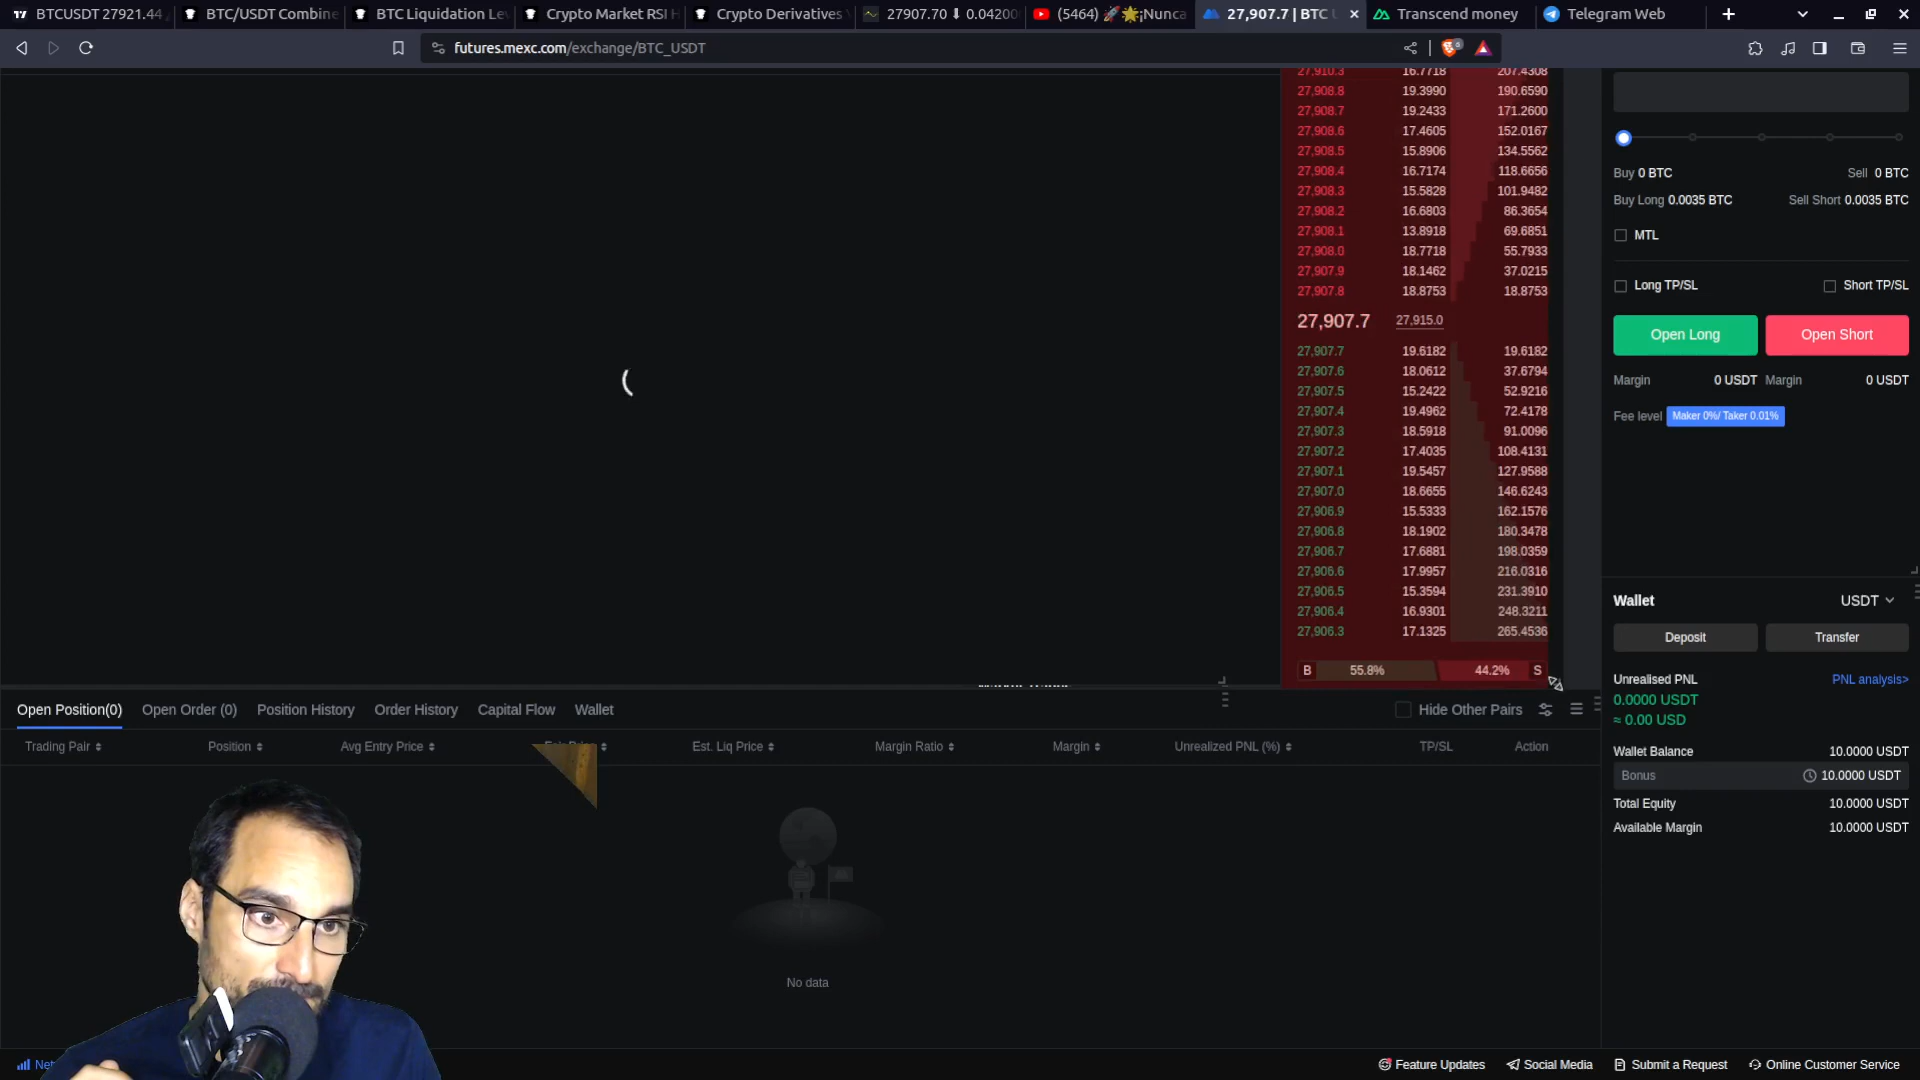 BTCUSDT 27921.44
BTC/USDT Combine
BTC Liquidation Le
Crypto Market RSI H
Crypto Derivatives
27907.70 ⬇ 0.04200
(5464) 🚀🌟¡Nunca
27,907.7 | BTC
Transcend money
Telegram Web
futures.mexc.com/exchange/BTC_USDT
27,910.3 16.7718 207.4308
27,908.8 19.3990 190.6590
27,908.7 19.2433 171.2600
27,908.6 17.4605 152.0167
27,908.5 15.8906 134.5562
27,908.4 16.7174 118.6656
27,908.3 15.5828 101.9482
27,908.2 16.6803 86.3654
27,908.1 13.8918 69.6851
27,908.0 18.7718 55.7933
27,907.9 18.1462 37.0215
27,907.8 18.8753 18.8753
27,907.7 27,915.0
27,907.7 19.6182 19.6182
27,907.6 18.0612 37.6794
27,907.5 15.2422 52.9216
27,907.4 19.4962 72.4178
27,907.3 18.5918 91.0096
27,907.2 17.4035 108.4131
27,907.1 19.5457 127.9588
27,907.0 18.6655 146.6243
27,906.9 15.5333 162.1576
27,906.8 18.1902 180.3478
27,906.7 17.6881 198.0359
27,906.6 17.9957 216.0316
27,906.5 15.3594 231.3910
27,906.4 16.9301 248.3211
27,906.3 17.1325 265.4536
B 55.8% 44.2% S
Buy 0 BTC Sell 0 BTC
Buy Long 0.0035 BTC Sell Short 0.0035 BTC
MTL
Long TP/SL Short TP/SL
Open Long Open Short
Margin 0 USDT Margin 0 USDT
Fee level Maker 0%/ Taker 0.01%
Wallet USDT
Deposit Transfer
Unrealised PNL PNL analysis>
0.0000 USDT
≈ 0.00 USD
Wallet Balance 10.0000 USDT
Bonus 10.0000 USDT
Total Equity 10.0000 USDT
Available Margin 10.0000 USDT
Open Position(0) Open Order (0) Position History Order History Capital Flow Wallet Hide Other Pairs
Trading Pair Position Avg Entry Price Fair Price Est. Liq Price Margin Ratio Margin Unrealized PNL (%) TP/SL Action
No data
Net
Feature Updates Social Media Submit a Request Online Customer Service